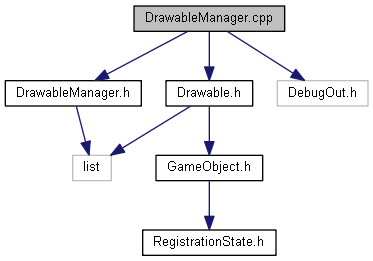 DrawableManager.cpp
DrawableManager.h
Drawable.h
DebugOut.h
list
GameObject.h
RegistrationState.h